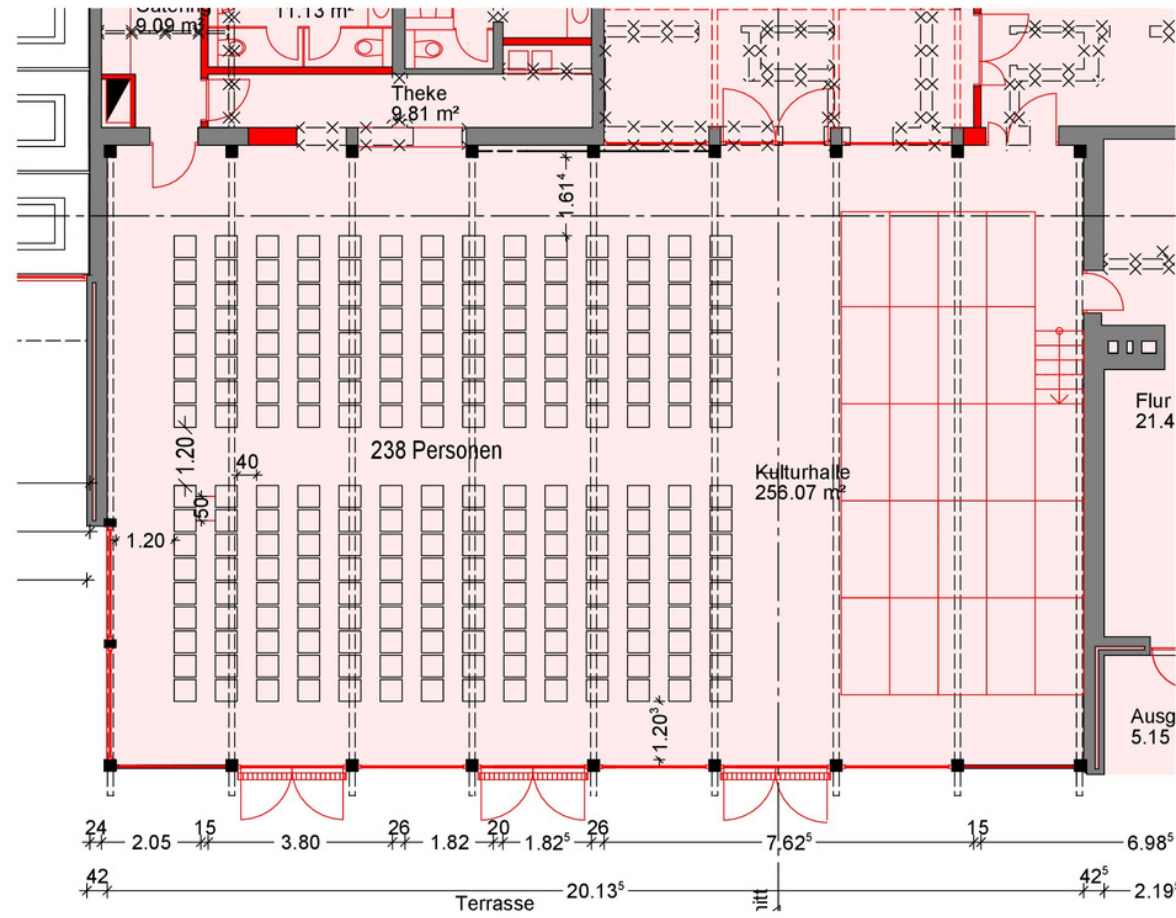 Catering
9.09 m²
11.13 m²
Theke
9.81 m²
1.61⁴
238 Personen
1.20
40
Kulturhalle
256.07 m²
50
1.20
1.20³
Flur
21.4
Ausg
5.15
24
2.05
15
3.80
26
1.82
20
1.82⁵
26
7.62⁵
15
6.98⁵
42
20.13⁵
42⁵
2.19
Terrasse
nitt